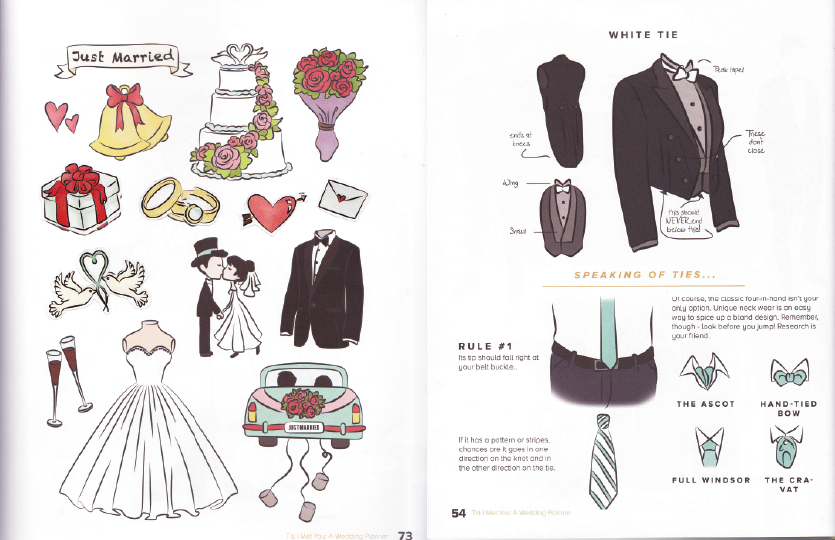 Just Married
JUST MARRIED
Til I Met You: A Wedding Planner 73
WHITE TIE
Peak lapel
ends at
knees
These
don't
close
Wing
this should
NEVER end
below this!
SPEAKING OF TIES...
Of course, the classic four-in-hand isn't your
only option. Unique neck wear is an easy
way to spice up a bland design. Remember,
though - look before you jump! Research is
your friend.
RULE #1
Its tip should fall right at
your belt buckle.
THE ASCOT
HAND-TIED
BOW
If it has a pattern or stripes,
chances are it goes in one
direction on the knot and in
the other direction on the tie.
FULL WINDSOR
THE CRA-
VAT
54 Til I Met You: A Wedding Planner